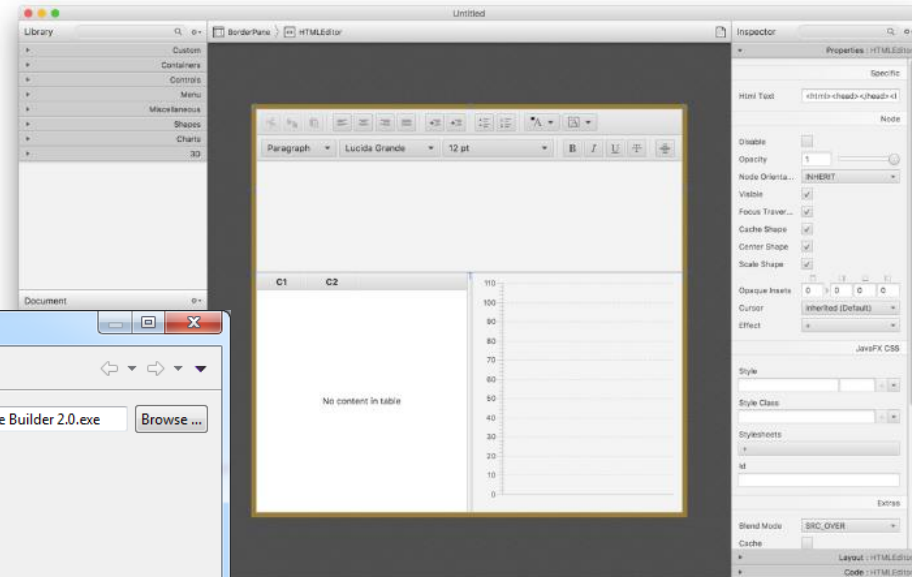 Untitled
Library
Custom
Containers
Controls
Menu
Miscellaneous
Shapes
Charts
3D
Document
BorderPane
HTMLEditor
Paragraph
Lucida Grande
12 pt
B I U
C1 C2
No content in table
110
100
90
80
70
60
50
40
30
20
10
0
Inspector
Properties : HTMLEditor
Specific
Html Text <html><head></head><
Node
Disable
Opacity 1
Node Orienta... INHERIT
Visible
Focus Traver...
Cache Shape
Center Shape
Scale Shape
Opaque Insets 0 0 0 0
Cursor Inherited (Default)
Effect +
JavaFX CSS
Style
Style Class
Stylesheets
+
Id
Extras
Blend Mode SRC_OVER
Cache
Layout : HTMLEditor
Code : HTMLEditor
e Builder 2.0.exe Browse ...